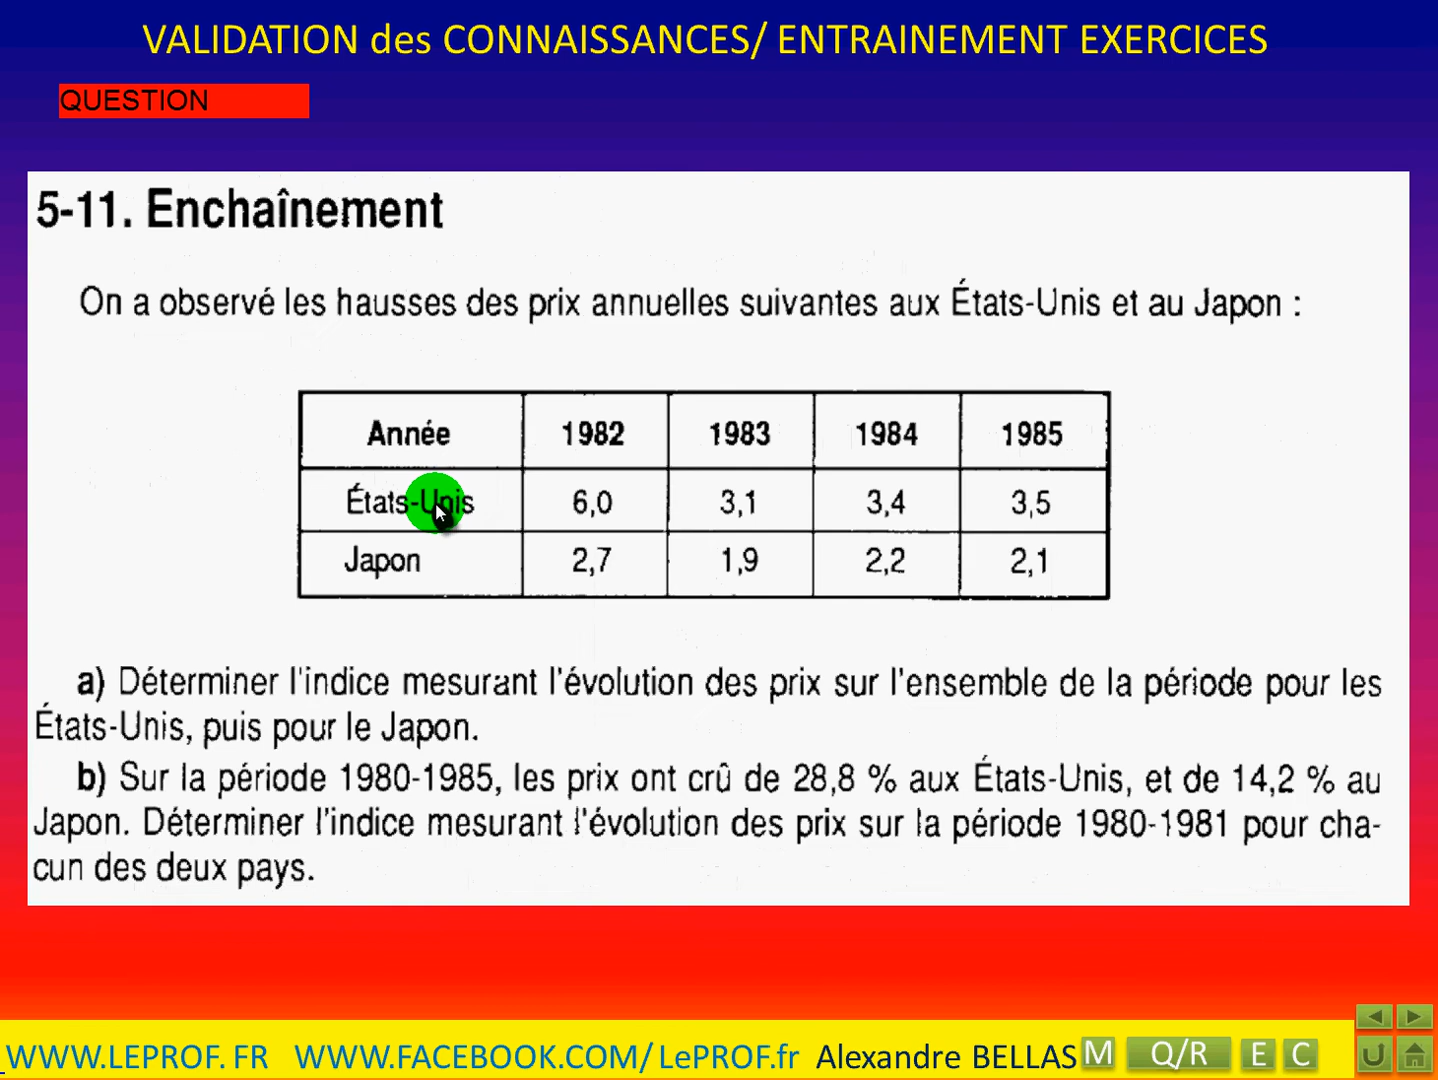 VALIDATION des CONNAISSANCES/ ENTRAINEMENT EXERCICES
QUESTION
5-11. Enchaînement
On a observé les hausses des prix annuelles suivantes aux États-Unis et au Japon :
Année 1982 1983 1984 1985
États-Unis 6,0 3,1 3,4 3,5
Japon 2,7 1,9 2,2 2,1
a) Déterminer l'indice mesurant l'évolution des prix sur l'ensemble de la période pour les
États-Unis, puis pour le Japon.
b) Sur la période 1980-1985, les prix ont crû de 28,8 % aux États-Unis, et de 14,2 % au
Japon. Déterminer l'indice mesurant l'évolution des prix sur la période 1980-1981 pour cha-
cun des deux pays.
WWW.LEPROF. FR WWW.FACEBOOK.COM/ LePROF.fr Alexandre BELLAS M Q/R E C